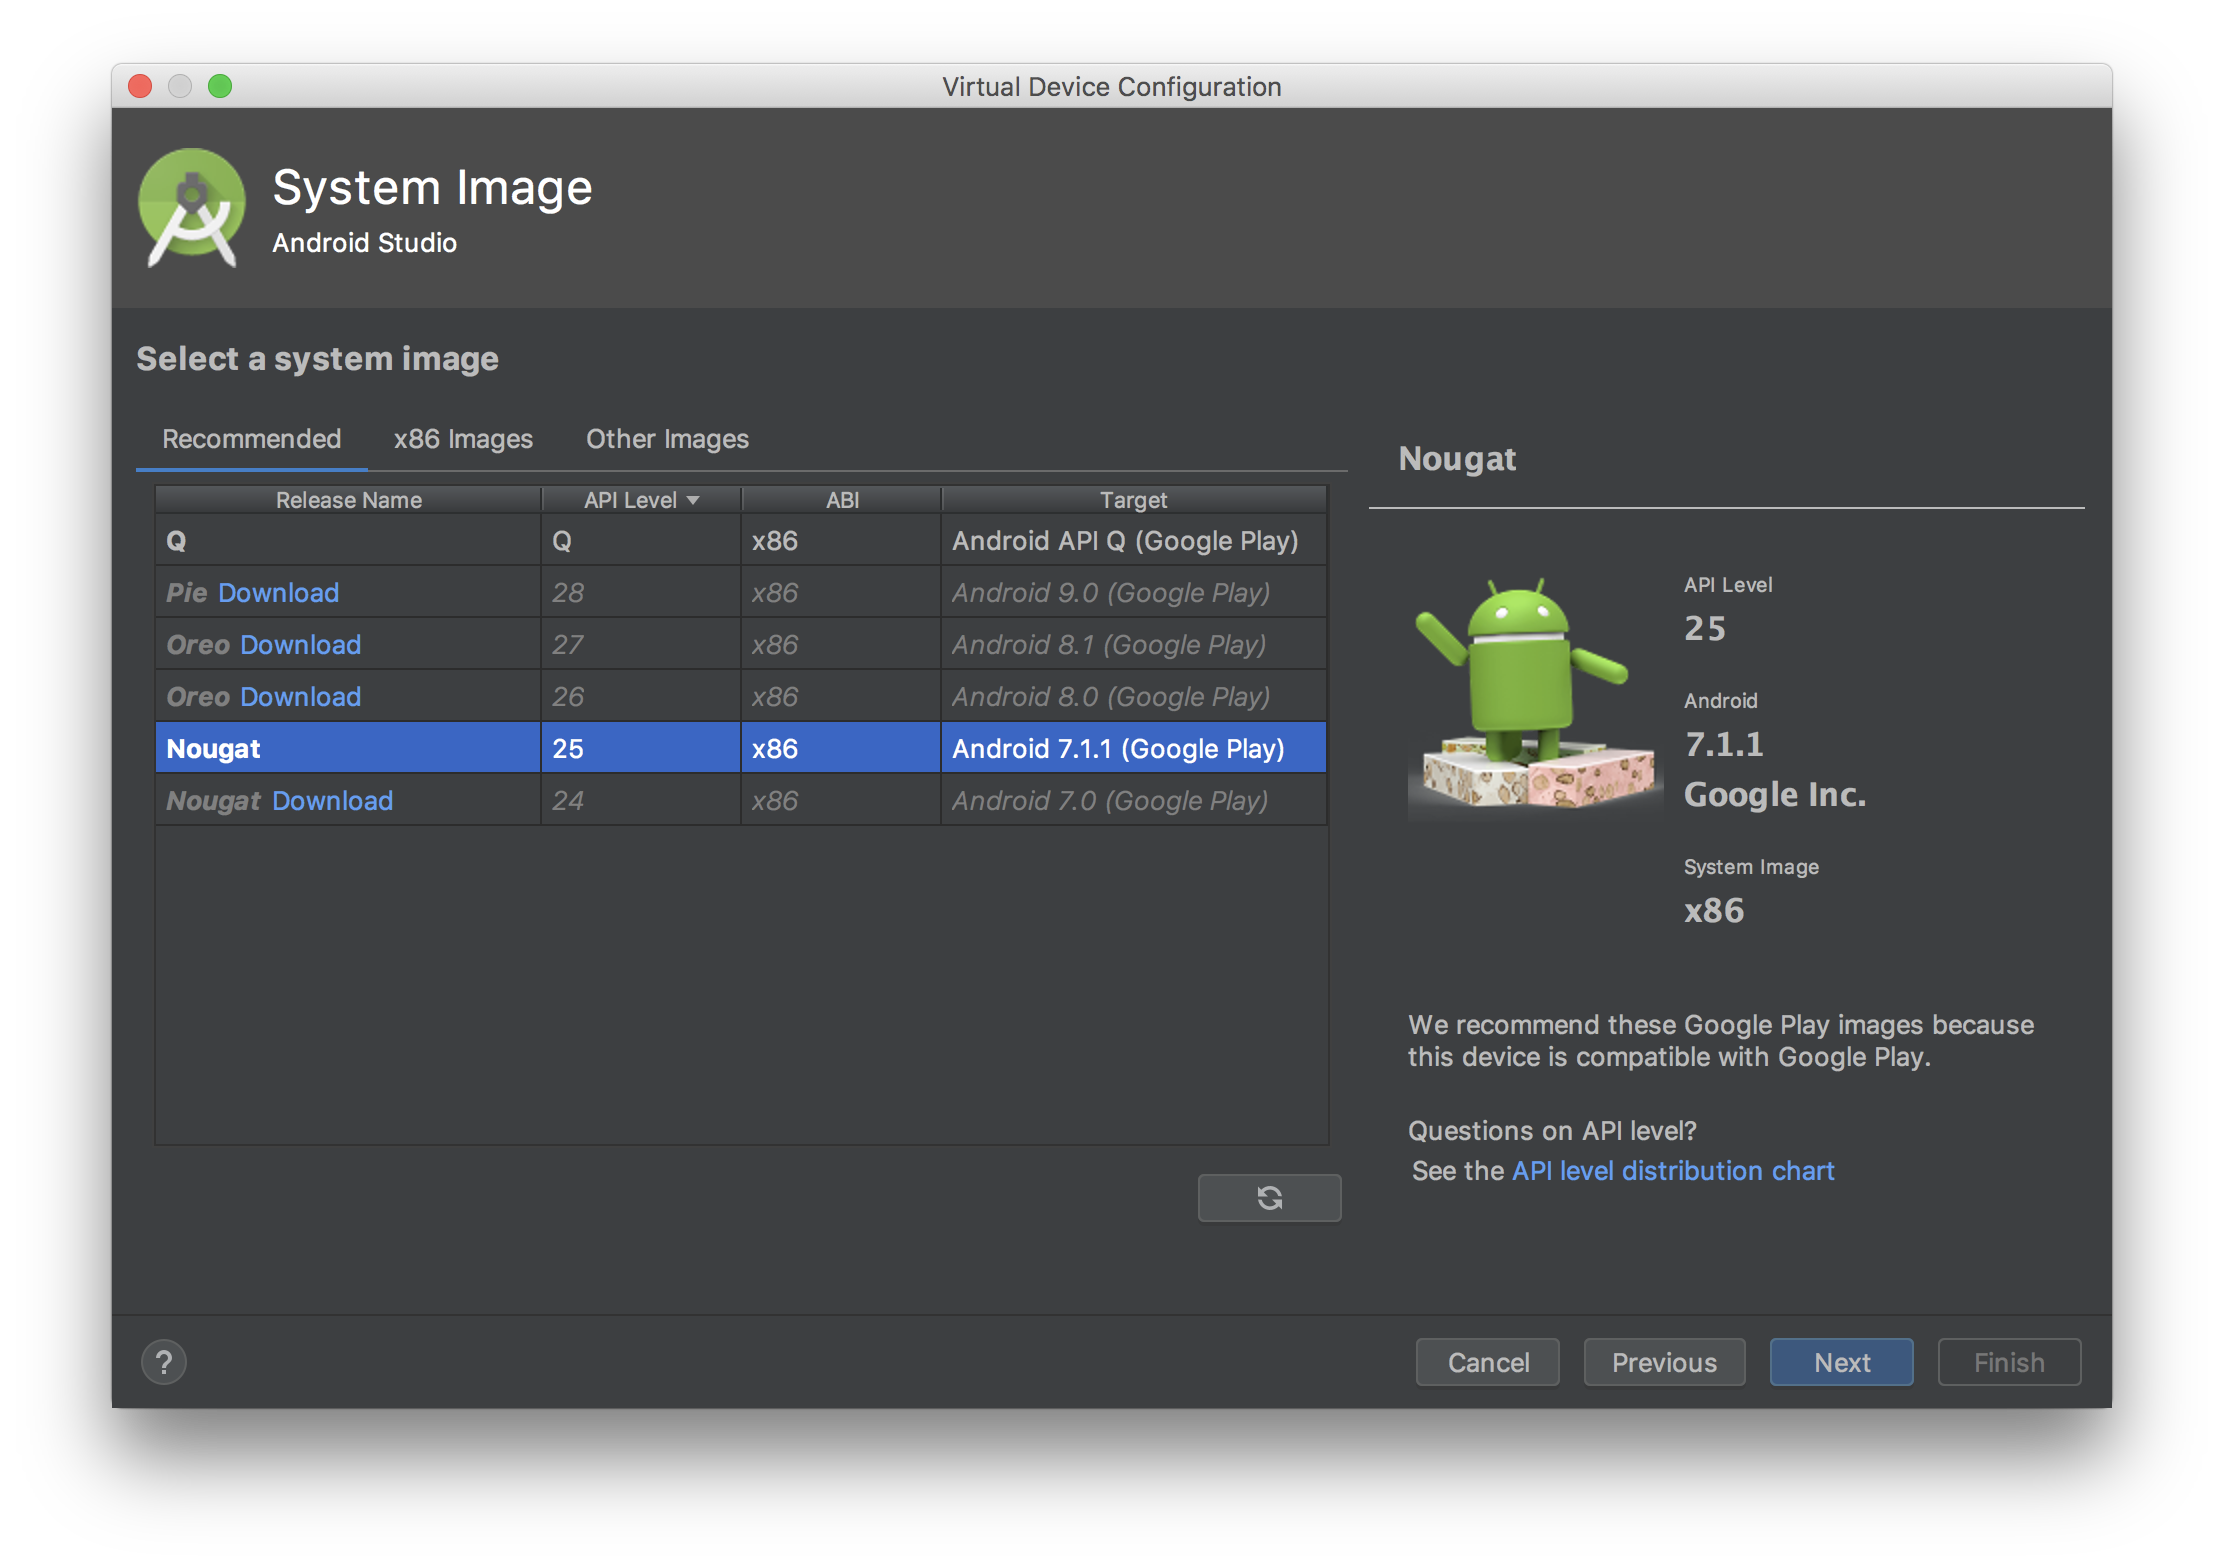 Virtual Device Configuration
System Image
Android Studio
Select a system image
Recommended x86 Images Other Images
Release Name API Level ABI Target
Q Q x86 Android API Q (Google Play)
Pie Download 28 x86 Android 9.0 (Google Play)
Oreo Download 27 x86 Android 8.1 (Google Play)
Oreo Download 26 x86 Android 8.0 (Google Play)
Nougat 25 x86 Android 7.1.1 (Google Play)
Nougat Download 24 x86 Android 7.0 (Google Play)
Nougat
API Level
25
Android
7.1.1
Google Inc.
System Image
x86
We recommend these Google Play images because
this device is compatible with Google Play.
Questions on API level?
See the API level distribution chart
? Cancel Previous Next Finish